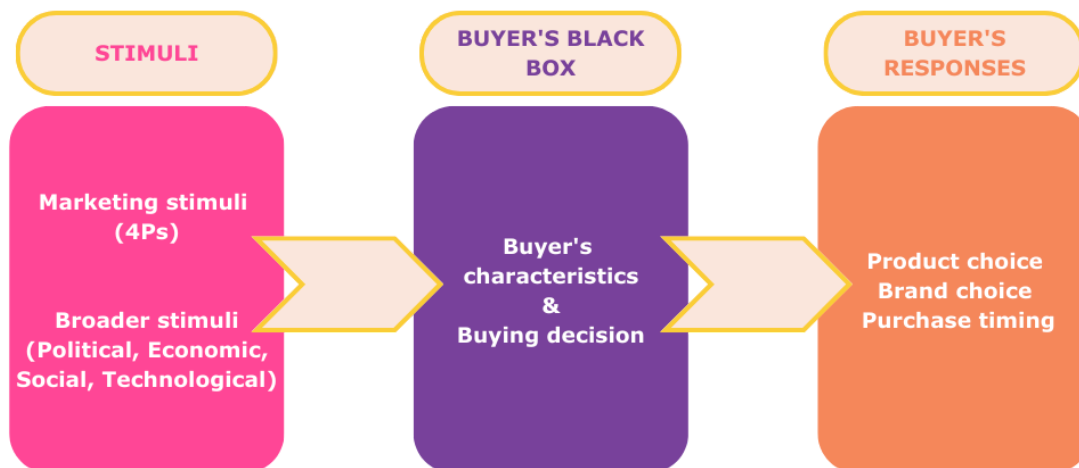 STIMULI
BUYER'S BLACK
BOX
BUYER'S
RESPONSES
Marketing stimuli
(4Ps)
Broader stimuli
(Political, Economic,
Social, Technological)
Buyer's
characteristics
&
Buying decision
Product choice
Brand choice
Purchase timing